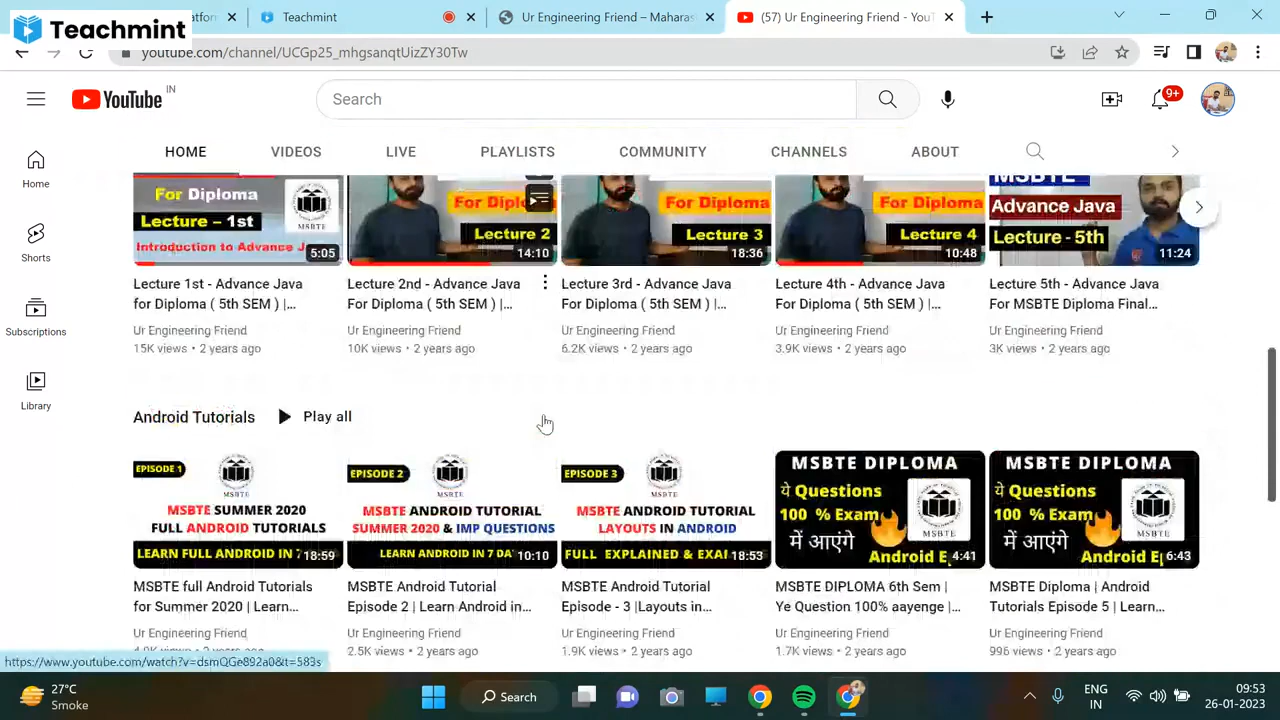 Teachmint
atform
Teachmint
Ur Engineering Friend – Maharas
(57) Ur Engineering Friend - YouT
youtube.com/channel/UCGp25_mhgsanqtUizZY30Tw
YouTube IN
Search
9+
HOME
VIDEOS
LIVE
PLAYLISTS
COMMUNITY
CHANNELS
ABOUT
Home
Shorts
Subscriptions
Library
For Diploma
Lecture – 1st
Introduction to Advance J
MSBTE
5:05
For Diplo
Lecture 2
14:10
For Diploma
Lecture 3
18:36
For Diploma
Lecture 4
10:48
MSBTE
Advance Java
Lecture - 5th
11:24
Lecture 1st - Advance Java
for Diploma ( 5th SEM ) |...
Ur Engineering Friend
15K views • 2 years ago
Lecture 2nd - Advance Java
For Diploma ( 5th SEM ) |...
Ur Engineering Friend
10K views • 2 years ago
Lecture 3rd - Advance Java
For Diploma ( 5th SEM ) |...
Ur Engineering Friend
6.2K views • 2 years ago
Lecture 4th - Advance Java
For Diploma ( 5th SEM ) |...
Ur Engineering Friend
3.9K views • 2 years ago
Lecture 5th - Advance Java
For MSBTE Diploma Final...
Ur Engineering Friend
3K views • 2 years ago
Android Tutorials
Play all
EPISODE 1
MSBTE
MSBTE SUMMER 2020
FULL ANDROID TUTORIALS
LEARN FULL ANDROID IN 7
18:59
EPISODE 2
MSBTE
MSBTE ANDROID TUTORIAL
SUMMER 2020 & IMP QUESTIONS
LEARN ANDROID IN 7 DA
10:10
EPISODE 3
MSBTE
MSBTE ANDROID TUTORIAL
LAYOUTS IN ANDROID
FULL EXPLAINED & EXA
18:53
MSBTE DIPLOMA
ये Questions
100 % Exam
में आएंगे
MSBTE
Android E
4:41
MSBTE DIPLOMA
ये Questions
100 % Exam
में आएंगे
MSBTE
Android E
6:43
MSBTE full Android Tutorials
for Summer 2020 | Learn...
Ur Engineering Friend
MSBTE Android Tutorial
Episode 2 | Learn Android in...
Ur Engineering Friend
2.5K views • 2 years ago
MSBTE Android Tutorial
Episode - 3 |Layouts in...
Ur Engineering Friend
1.9K views • 2 years ago
MSBTE DIPLOMA 6th Sem |
Ye Question 100% aayenge |...
Ur Engineering Friend
1.7K views • 2 years ago
MSBTE Diploma | Android
Tutorials Episode 5 | Learn...
Ur Engineering Friend
996 views • 2 years ago
https://www.youtube.com/watch?v=dsmQGe892a0&t=583s
27°C
Smoke
Search
ENG
IN
09:53
26-01-2023